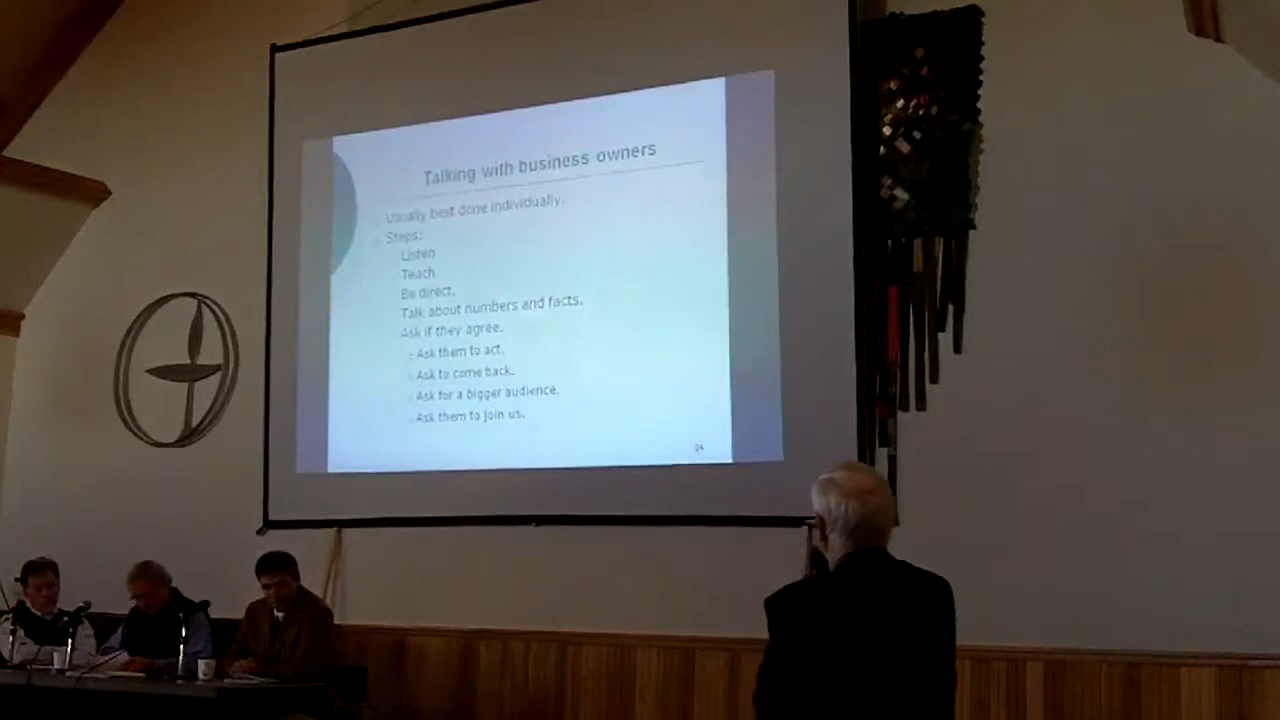 Talking with business owners
Usually best done individually.
Steps:
Listen
Teach
Be direct.
Talk about numbers and facts.
Ask if they agree.
Ask them to act.
Ask to come back.
Ask for a bigger audience.
Ask them to join us.
24